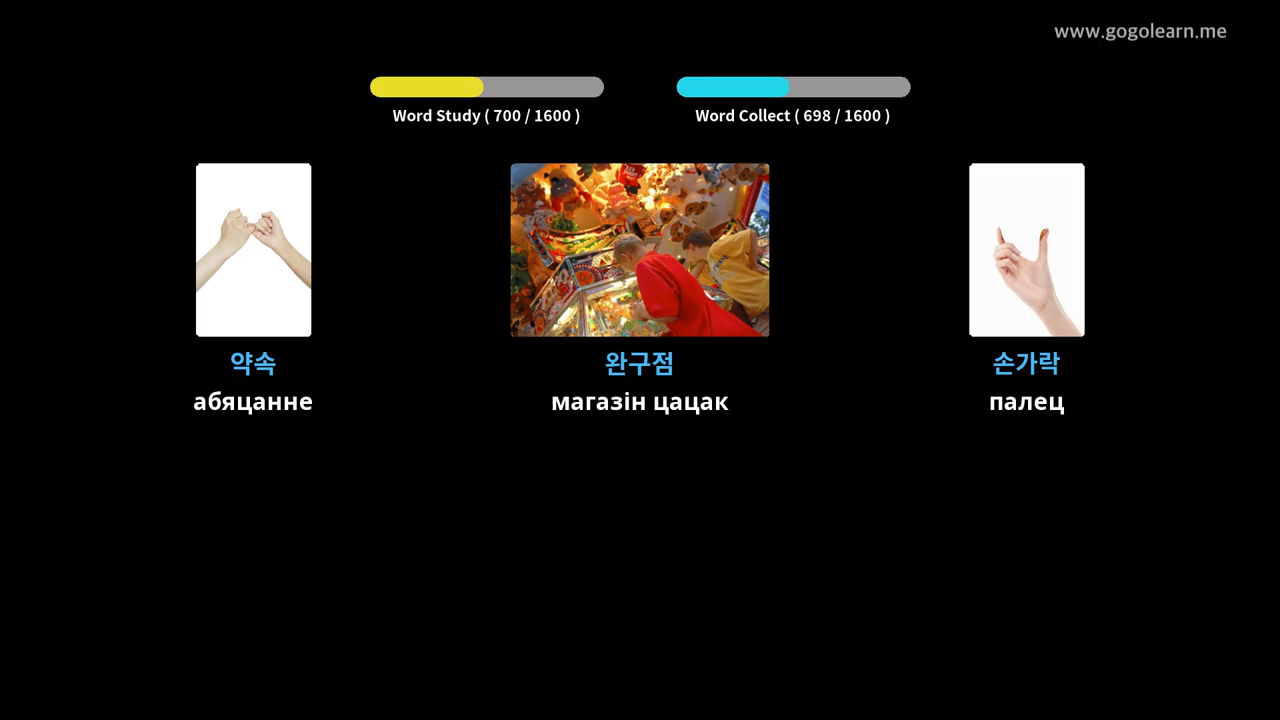 www.gogolearn.me
Word Study ( 700 / 1600 )
Word Collect ( 698 / 1600 )
약속
완구점
손가락
абяцанне
магазін цацак
палец